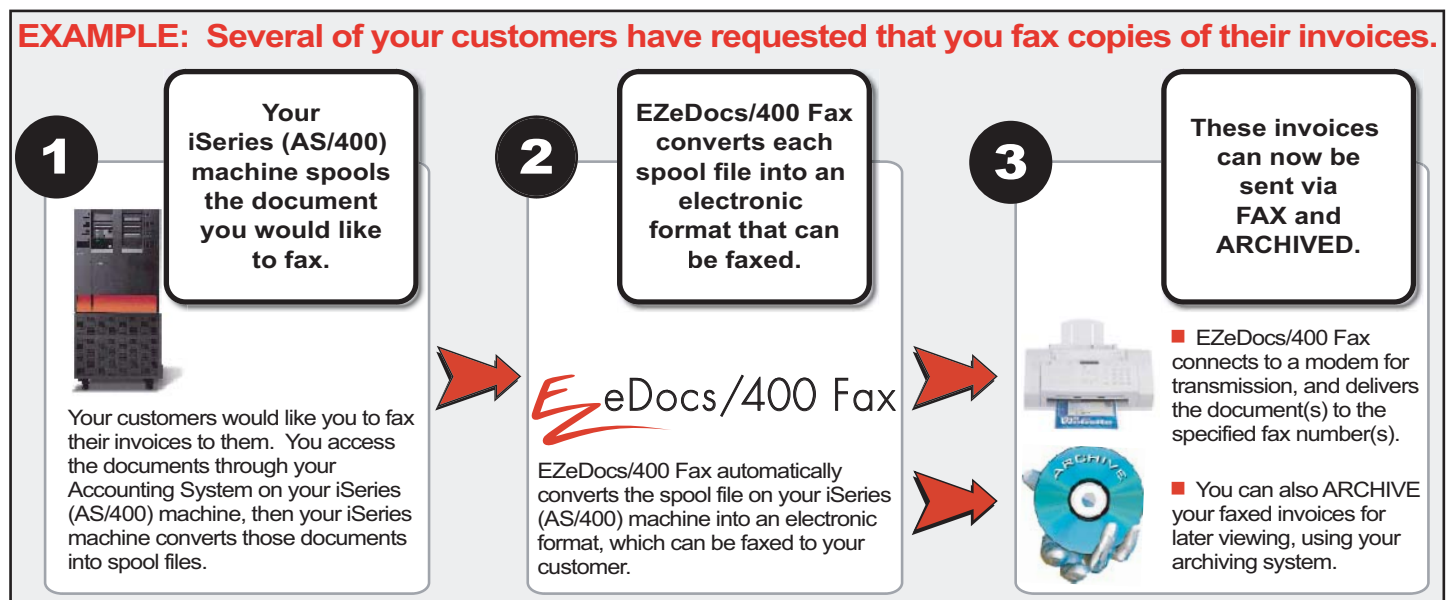 EXAMPLE: Several of your customers have requested that you fax copies of their invoices.
1
Your
iSeries (AS/400)
machine spools
the document
you would like
to fax.
Your customers would like you to fax
their invoices to them. You access
the documents through your
Accounting System on your iSeries
(AS/400) machine, then your iSeries
machine converts those documents
into spool files.
2
EZeDocs/400 Fax
converts each
spool file into an
electronic
format that can
be faxed.
EZeDocs/400 Fax
EZeDocs/400 Fax automatically
converts the spool file on your iSeries
(AS/400) machine into an electronic
format, which can be faxed to your
customer.
3
These invoices
can now be
sent via
FAX and
ARCHIVED.
EZeDocs/400 Fax
connects to a modem for
transmission, and delivers
the document(s) to the
specified fax number(s).
ARCHIVE
You can also ARCHIVE
your faxed invoices for
later viewing, using your
archiving system.